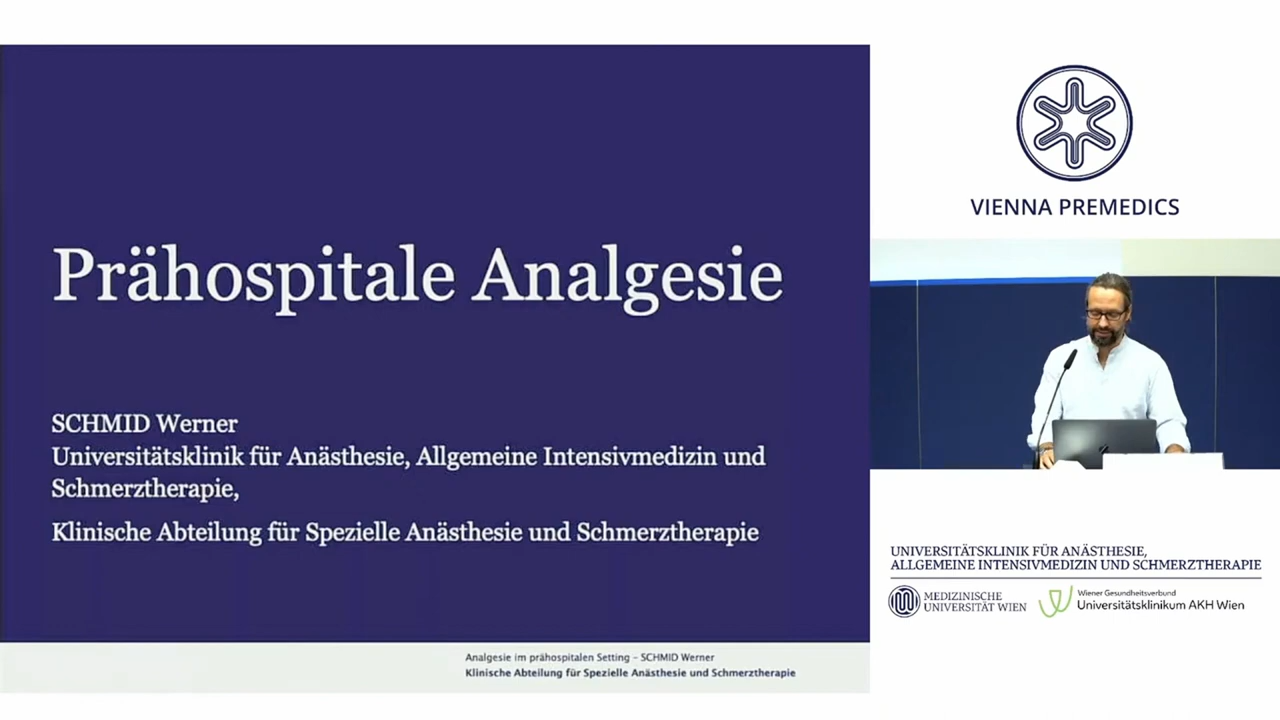 Prähospitale Analgesie
SCHMID Werner
Universitätsklinik für Anästhesie, Allgemeine Intensivmedizin und
Schmerztherapie,
Klinische Abteilung für Spezielle Anästhesie und Schmerztherapie
Analgesie im prähospitalen Setting – SCHMID Werner
Klinische Abteilung für Spezielle Anästhesie und Schmerztherapie
VIENNA PREMEDICS
UNIVERSITÄTSKLINIK FÜR ANÄSTHESIE,
ALLGEMEINE INTENSIVMEDIZIN UND SCHMERZTHERAPIE
MEDIZINISCHE
UNIVERSITÄT WIEN
Wiener Gesundheitsverbund
Universitätsklinikum AKH Wien